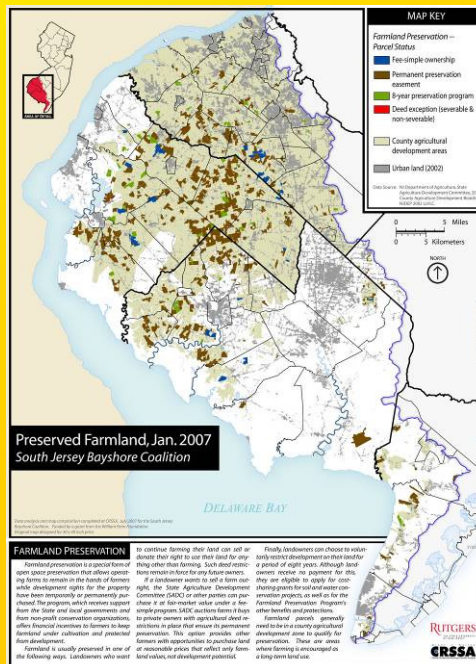 MAP KEY
Farmland Preservation—
Parcel Status
Fee-simple ownership
Permanent preservation
easement
8-year preservation program
Deed exception (severable &
non-severable)
County agricultural
development areas
Urban land (2002)
AREA OF DETAIL
0 5 Miles
0 5 Kilometers
NORTH
Preserved Farmland, Jan. 2007
South Jersey Bayshore Coalition
DELAWARE BAY
FARMLAND PRESERVATION
Farmland preservation is a special form of
open space preservation that allows operat-
ing farms to remain in the hands of farmers
while development rights for the property
have been temporarily or permanently pur-
chased. The program, which receives support
from the State and local governments and
from non-profit conservation organizations,
offers financial incentives to farmers to keep
farmland under cultivation and protected
from development.
Farmland is usually preserved in one of
the following ways. Landowners who want
to continue farming their land can sell or
donate their right to use their land for any-
thing other than farming. Such deed restric-
tions remain in force for any future owners.
If a landowner wants to sell a farm out-
right, the State Agriculture Development
Committee (SADC) or other parties can pur-
chase it at fair-market value under a fee-
simple program. SADC auctions farms it buys
to private owners with agricultural deed re-
strictions in place that ensure its permanent
preservation. This option provides other
farmers with opportunities to purchase land
at reasonable prices that reflect only farm-
land values, not development potential.
Finally, landowners can choose to volun-
tarily restrict development on their land for
a period of eight years. Although land-
owners receive no payment for this,
they are eligible to apply for cost-
sharing grants for soil and water con-
servation projects, as well as for the
Farmland Preservation Program's
other benefits and protections.
Farmland parcels generally
need to be in a county agricultural
development zone to qualify for
preservation. These are areas
where farming is encouraged as
a long-term land use.
RUTGERS
CRSSA